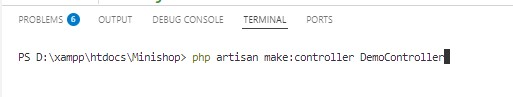 PROBLEMS 6 OUTPUT DEBUG CONSOLE TERMINAL PORTS
PS D:\xampp\htdocs\Minishop> php artisan make:controller DemoController